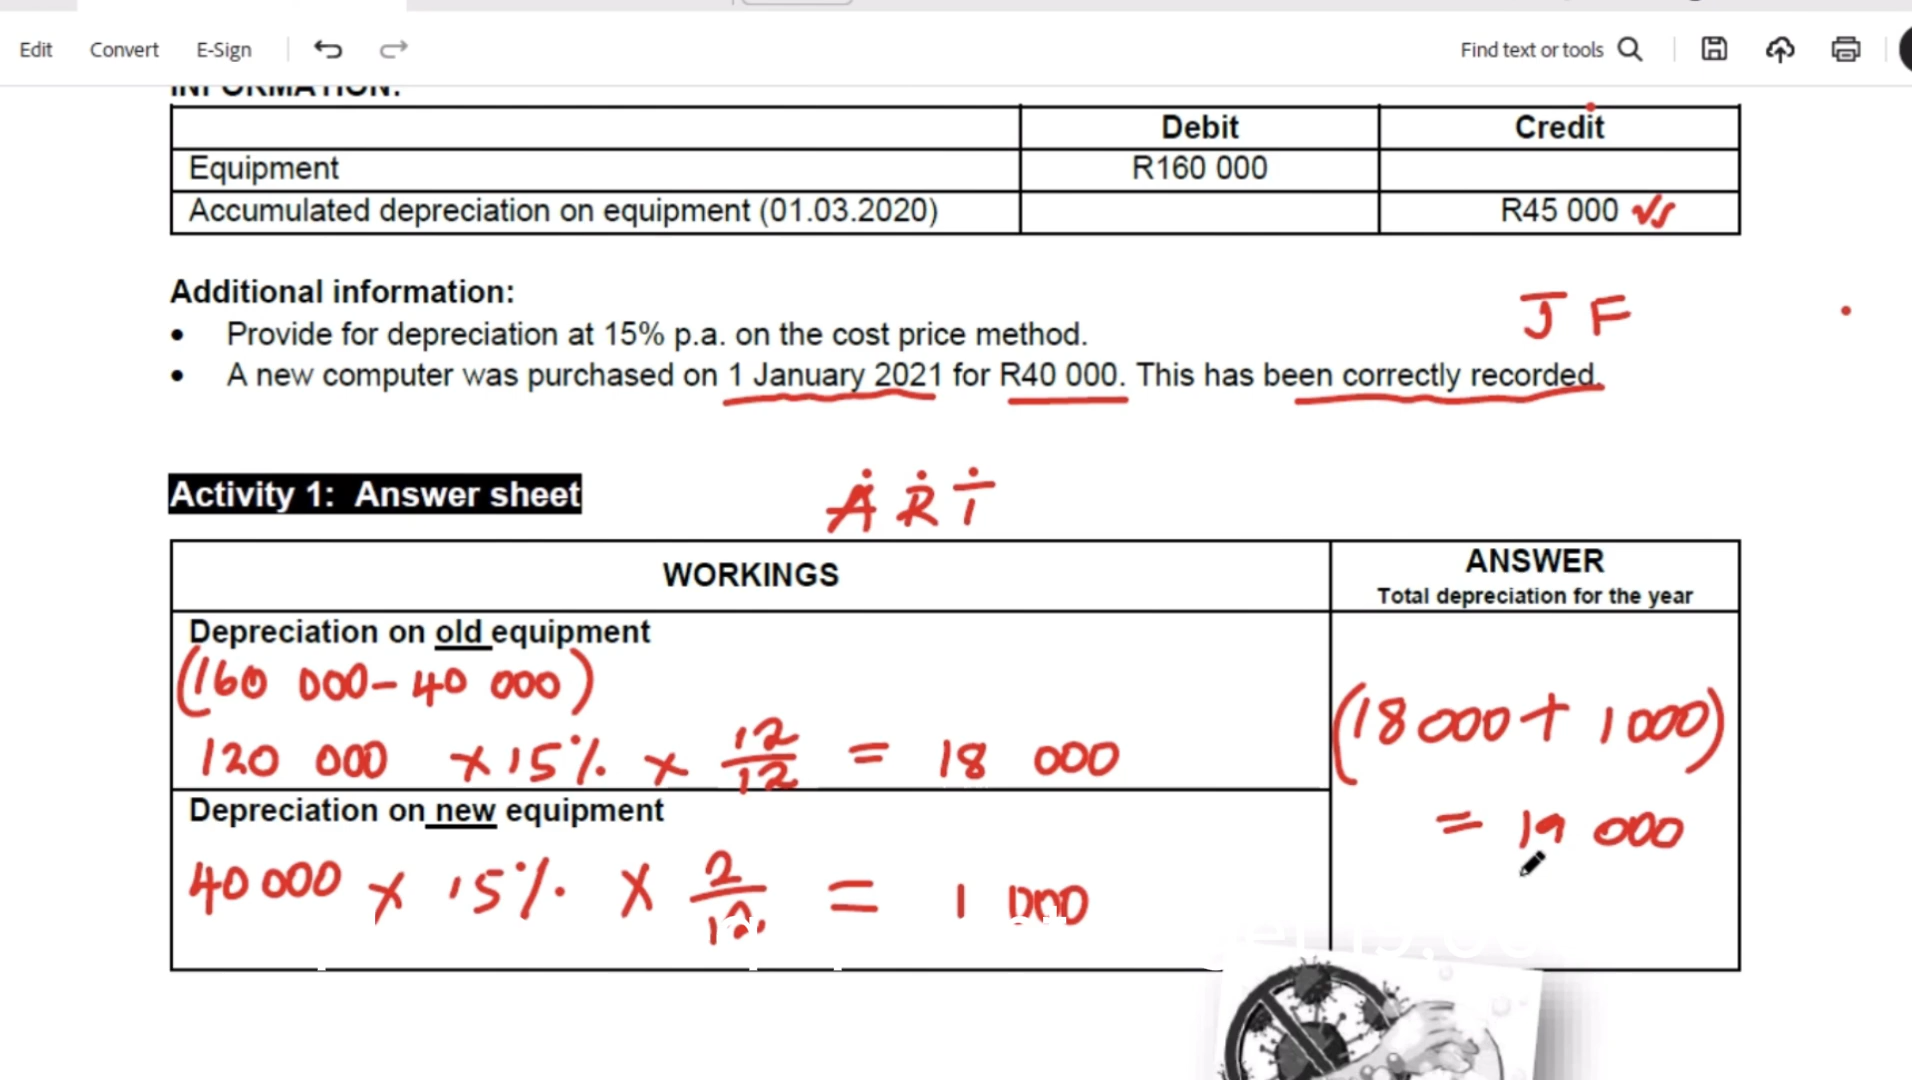 Edit Convert E-Sign Find text or tools
INFORMATION:
Debit Credit
Equipment R160 000
Accumulated depreciation on equipment (01.03.2020) R45 000
Additional information:
J F
• Provide for depreciation at 15% p.a. on the cost price method.
• A new computer was purchased on 1 January 2021 for R40 000. This has been correctly recorded.
Activity 1: Answer sheet
A R T
WORKINGS
ANSWER
Total depreciation for the year
Depreciation on old equipment
(160 000 - 40 000)
120 000 x 15% x 12/12 = 18 000
Depreciation on new equipment
40 000 x 15% x 2/12 = 1 000
(18 000 + 1 000)
= 19 000